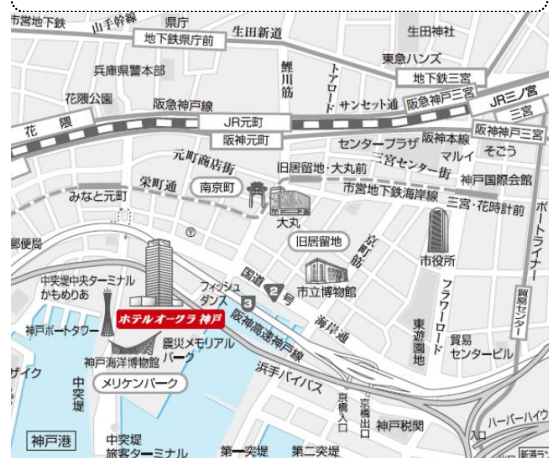 市営地下鉄
山手幹線
県庁
地下鉄県庁前
生田新道
生田神社
東急ハンズ
地下鉄三宮
兵庫県警本部
鯉川筋
トアロード
サンセット通
阪急神戸三宮
JR三ノ宮
花隈公園
阪急神戸線
JR元町
阪神元町
花隈
三宮
阪神神戸三宮
センタープラザ
阪神本線
マルイ
そごう
元町商店街
旧居留地・大丸前
三宮センター街
神戸国際会館
栄町通
南京町
市営地下鉄海岸線
三宮・花時計前
みなと元町
大丸
旧居留地
京町筋
市役所
ポートライナー
郵便局
中突堤中央ターミナル
かもめりあ
フィッシュ
ダンス
国道2号
市立博物館
フラワーロード
貿易センター
神戸ポートタワー
ホテルオークラ 神戸
3
阪神高速神戸線
海岸通
東遊園地
貿易
センタービル
震災メモリアル
パーク
神戸海洋博物館
メリケンパーク
浜手バイパス
京橋入口
京橋出口
神戸税関
ハーバーハイウ
入口
ザイク
中突堤
神戸港
中突堤
旅客ターミナル
第一突堤
第二突堤
新港ラン